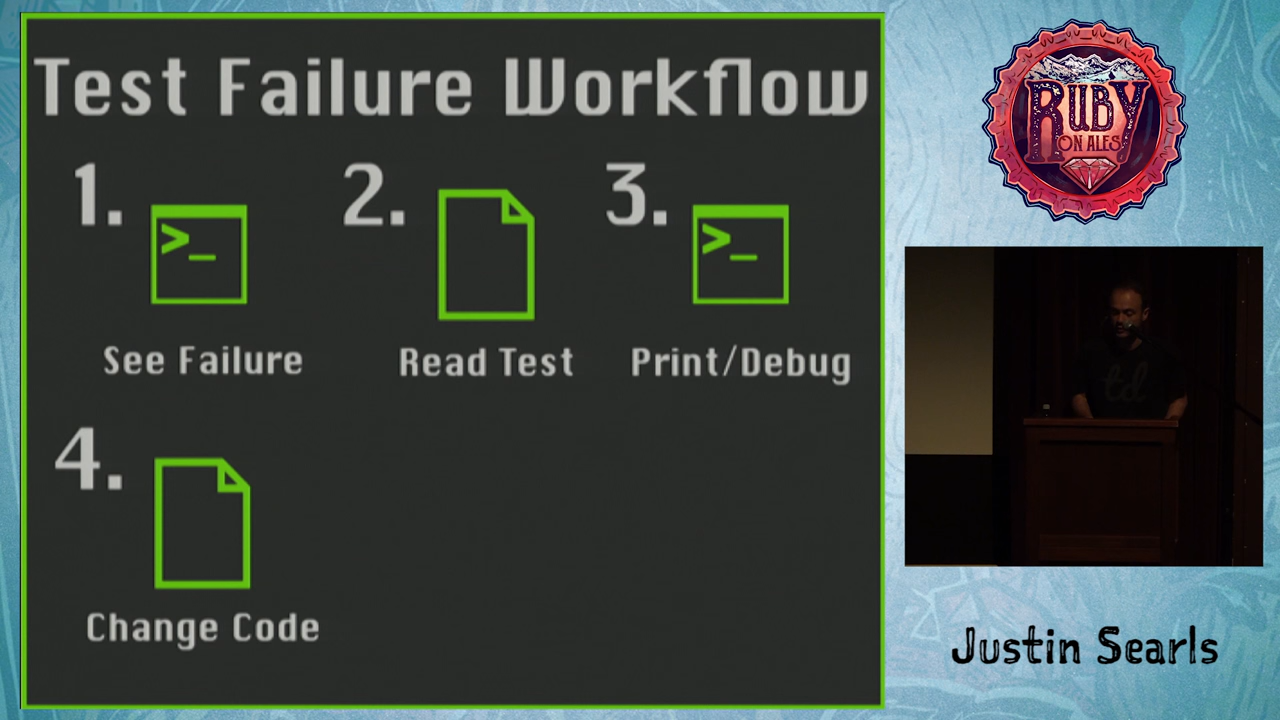 Test Failure Workflow
1.
>_
See Failure
2.
Read Test
3.
>_
Print/Debug
4.
Change Code
RUBY
ON ALES
td
Justin Searls